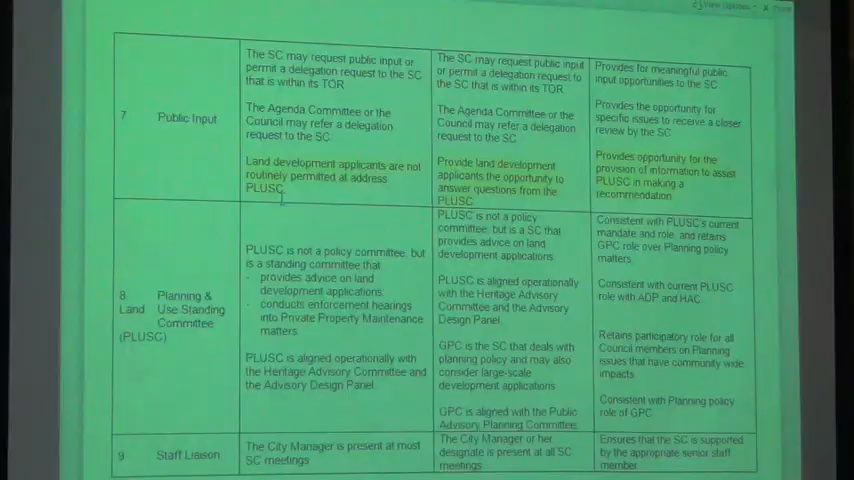 View Options
7 Public Input
The SC may request public input or
permit a delegation request to the SC
that is within its TOR
The Agenda Committee or the
Council may refer a delegation
request to the SC.
Land development applicants are not
routinely permitted at address
PLUSC.
The SC may request public input
or permit a delegation request to
the SC that is within its TOR
The Agenda Committee or the
Council may refer a delegation
request to the SC
Provide land development
applicants the opportunity to
answer questions from the
PLUSC
Provides for meaningful public
input opportunities to the SC
Provides the opportunity for
specific issues to receive a closer
review by the SC
Provides opportunity for the
provision of information to assist
PLUSC in making a
recommendation
8 Planning &
Land Use Standing
Committee
(PLUSC)
PLUSC is not a policy committee, but
is a standing committee that
- provides advice on land
development applications;
- conducts enforcement hearings
into Private Property Maintenance
matters
PLUSC is aligned operationally with
the Heritage Advisory Committee and
the Advisory Design Panel
PLUSC is not a policy
committee, but is a SC that
provides advice on land
development applications.
PLUSC is aligned operationally
with the Heritage Advisory
Committee and the Advisory
Design Panel.
GPC is the SC that deals with
planning policy and may also
consider large-scale
development applications
GPC is aligned with the Public
Advisory Planning Committee
Consistent with PLUSC's current
mandate and role, and retains
GPC role over Planning policy
matters
Consistent with current PLUSC
role with ADP and HAC
Retains participatory role for all
Council members on Planning
issues that have community wide
impacts
Consistent with Planning policy
role of GPC
9 Staff Liaison
The City Manager is present at most
SC meetings
The City Manager or her
designate is present at all SC
meetings
Ensures that the SC is supported
by the appropriate senior staff
member